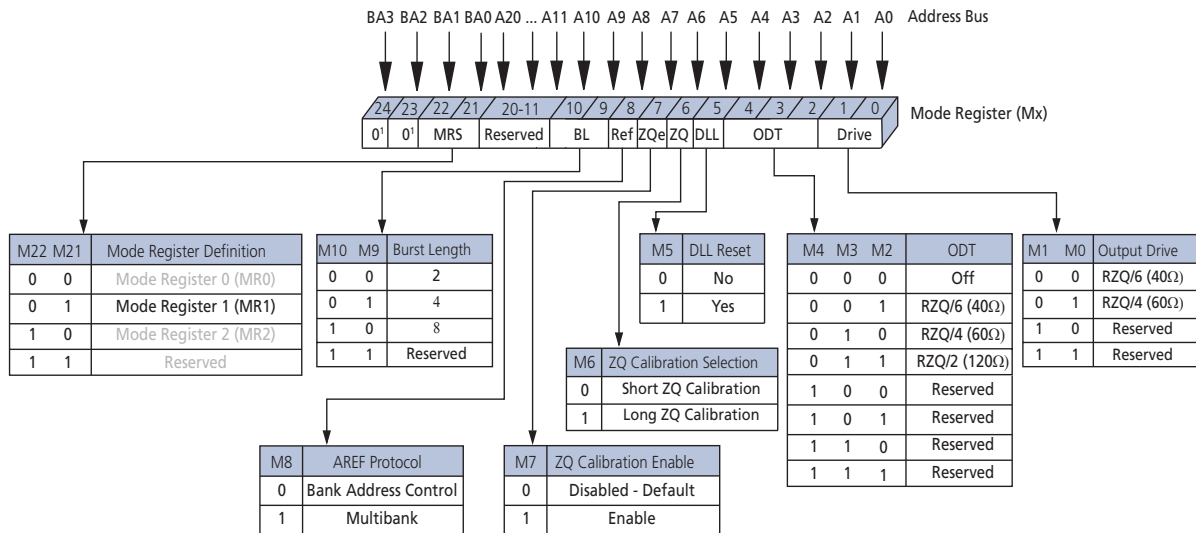 BA3 BA2 BA1 BA0 A20 ... A11 A10 A9 A8 A7 A6 A5 A4 A3 A2 A1 A0 Address Bus
24 23 22 21 20-11 10 9 8 7 6 5 4 3 2 1 0 Mode Register (Mx)
0¹ 0¹ MRS Reserved BL Ref ZQe ZQ DLL ODT Drive
M22 M21 Mode Register Definition
0 0 Mode Register 0 (MR0)
0 1 Mode Register 1 (MR1)
1 0 Mode Register 2 (MR2)
1 1 Reserved
M10 M9 Burst Length
0 0 2
0 1 4
1 0 8
1 1 Reserved
M5 DLL Reset
0 No
1 Yes
M4 M3 M2 ODT
0 0 0 Off
0 0 1 RZQ/6 (40Ω)
0 1 0 RZQ/4 (60Ω)
0 1 1 RZQ/2 (120Ω)
1 0 0 Reserved
1 0 1 Reserved
1 1 0 Reserved
1 1 1 Reserved
M1 M0 Output Drive
0 0 RZQ/6 (40Ω)
0 1 RZQ/4 (60Ω)
1 0 Reserved
1 1 Reserved
M6 ZQ Calibration Selection
0 Short ZQ Calibration
1 Long ZQ Calibration
M8 AREF Protocol
0 Bank Address Control
1 Multibank
M7 ZQ Calibration Enable
0 Disabled - Default
1 Enable